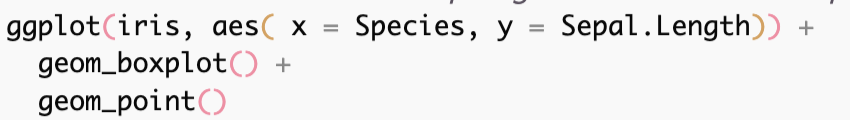 ggplot(iris, aes( x = Species, y = Sepal.Length)) +
  geom_boxplot() +
  geom_point()